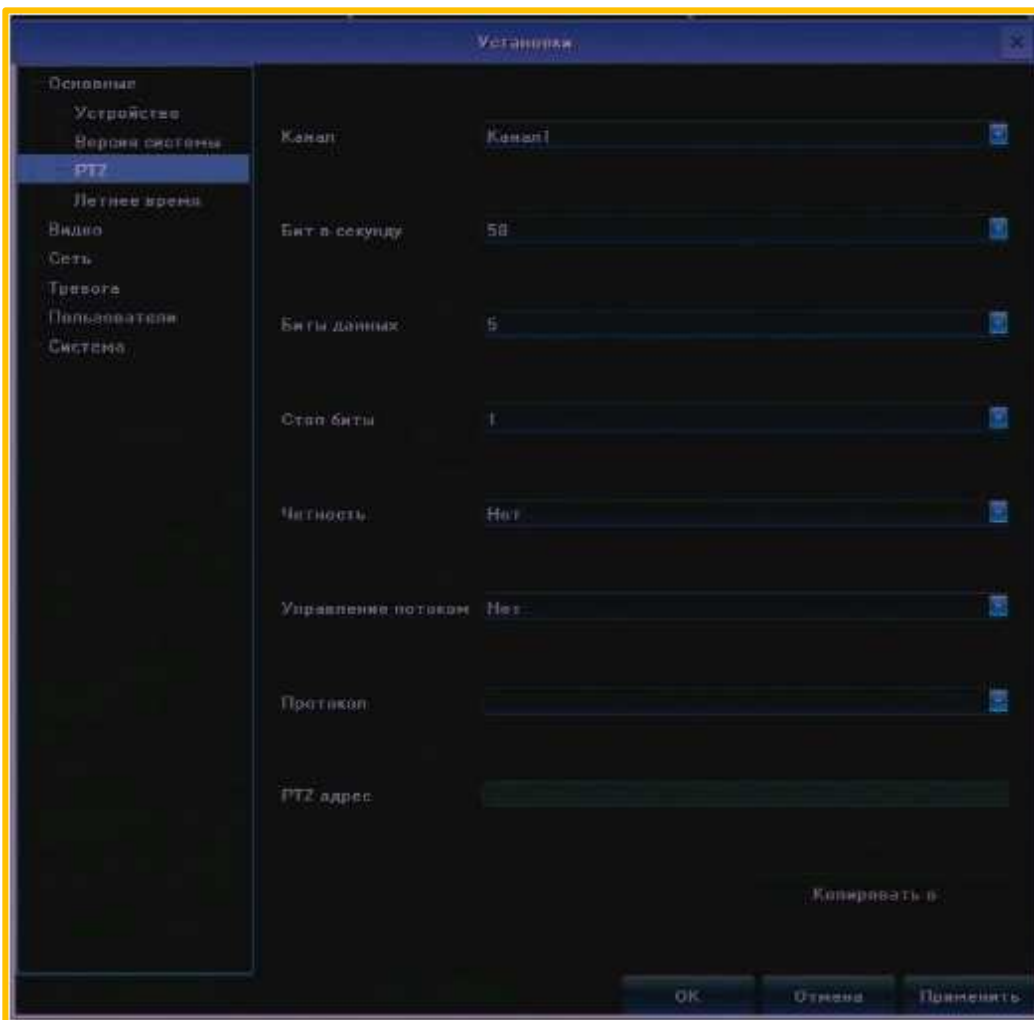 Установки
Основные
Устройство
Версия системы
PTZ
Летнее время
Видео
Сеть
Тревога
Пользователи
Система
Канал Канал1
Бит в секунду 50
Биты данных 5
Стоп биты 1
Четность Нет
Управление потоком Нет
Протокол
PTZ адрес
Копировать в
ОК Отмена Применить